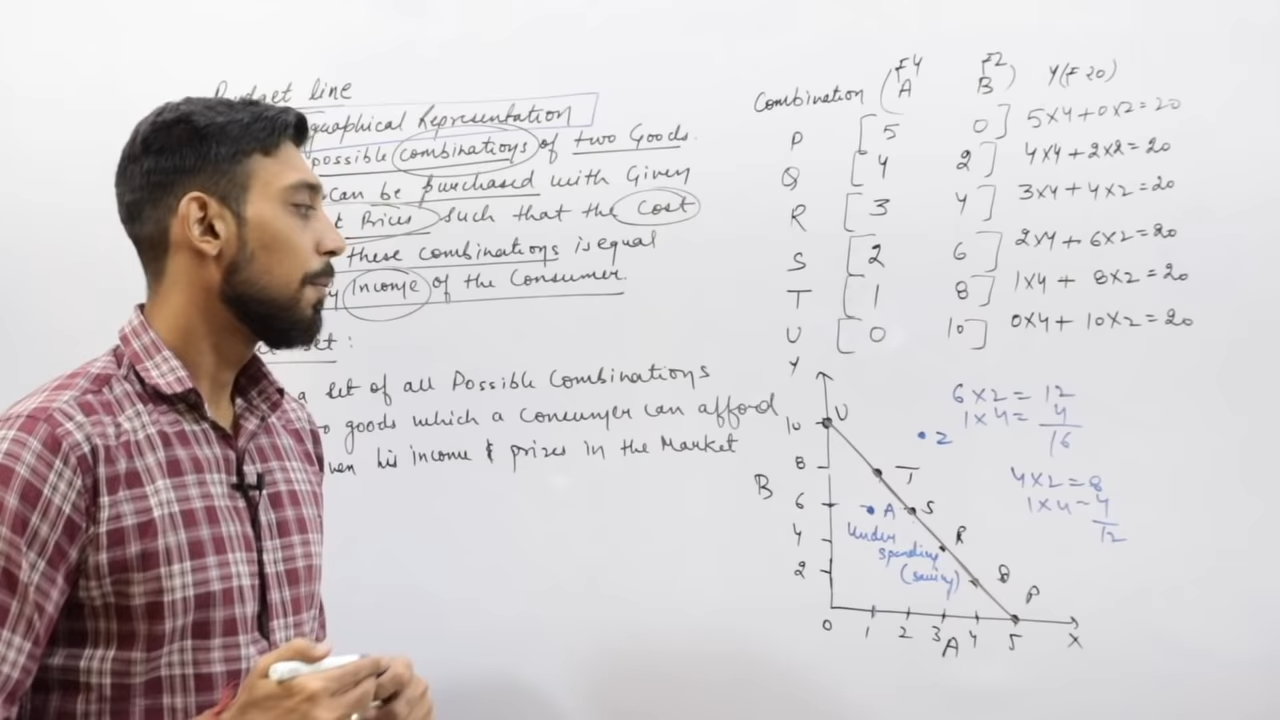 Budget line
graphical Representation
possible combinations of two Goods.
can be purchased with Given
t Prices such that the cost
these combinations is equal
y Income of the Consumer.
set :
a set of all Possible Combinations
o goods which a consumer can afford
ven his income & prices in the Market
Combination ( ₹4 A ₹2 B ) Y(₹20)
P [ 5 0 ] 5x4+0x2=20
Q [ 4 2 ] 4x4+2x2=20
R [ 3 4 ] 3x4+4x2=20
S [ 2 6 ] 2x4+6x2=20
T [ 1 8 ] 1x4+ 8x2=20
U [ 0 10 ] 0x4+ 10x2=20
Y
6x2= 12
1x4= 4
16
4x2=8
1x4-4
12
10 U
Z
8 T
B
6 A S
4 Under R
spending
2 (saving) Q
P
0 1 2 3 4 5 X
A